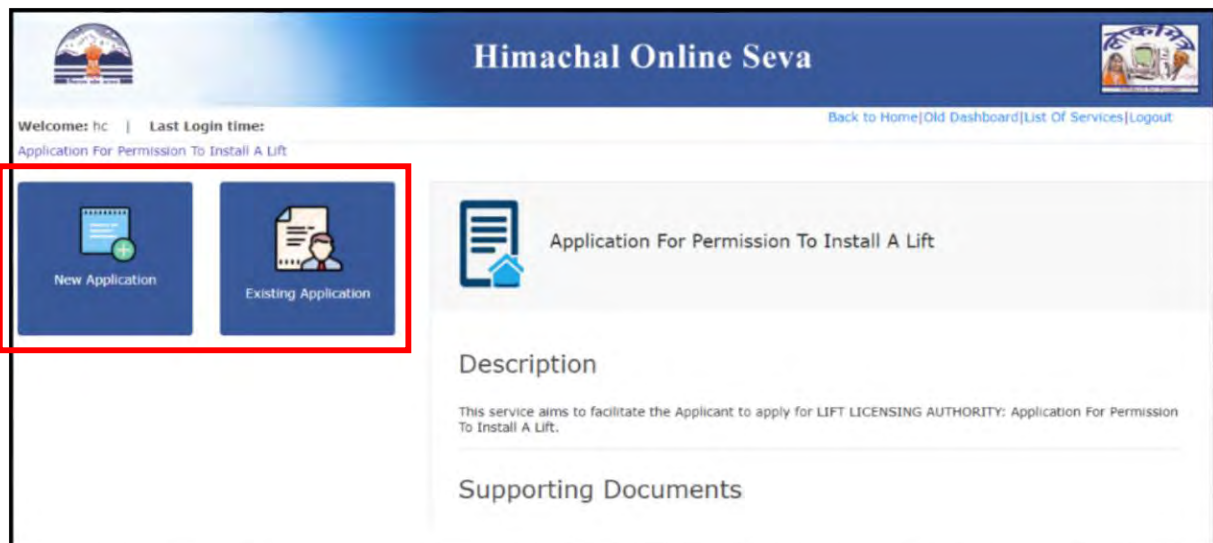 Himachal Online Seva
लोकमित्र
Welcome: hc | Last Login time:
Back to Home|Old Dashboard|List Of Services|Logout
Application For Permission To Install A Lift
New Application
Existing Application
Application For Permission To Install A Lift
Description
This service aims to facilitate the Applicant to apply for LIFT LICENSING AUTHORITY: Application For Permission
To Install A Lift.
Supporting Documents